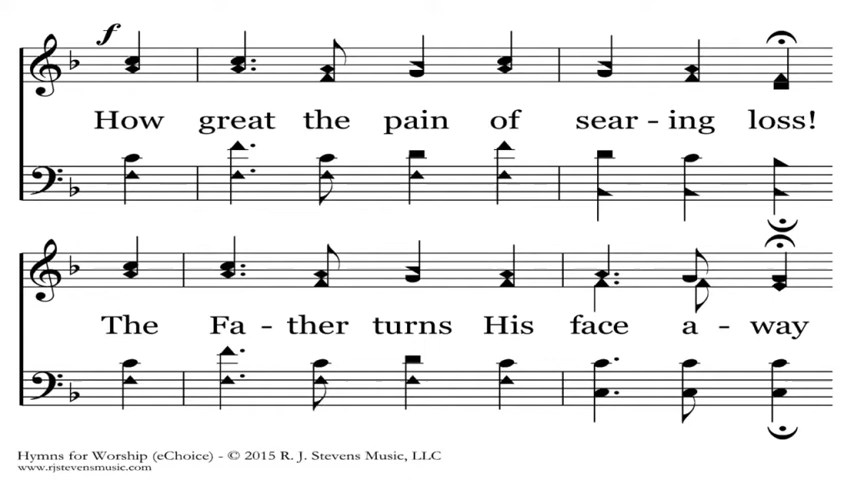 f
How great the pain of sear - ing loss!
The Fa - ther turns His face a - way
Hymns for Worship (eChoice) - © 2015 R. J. Stevens Music, LLC
www.rjstevensmusic.com